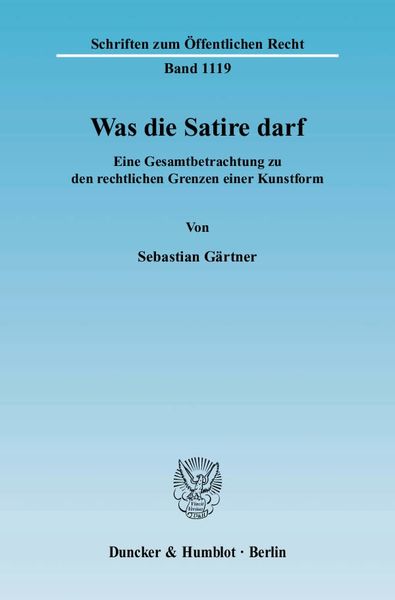 Schriften zum Öffentlichen Recht
Band 1119
Was die Satire darf
Eine Gesamtbetrachtung zu
den rechtlichen Grenzen einer Kunstform
Von
Sebastian Gärtner
Duncker & Humblot · Berlin